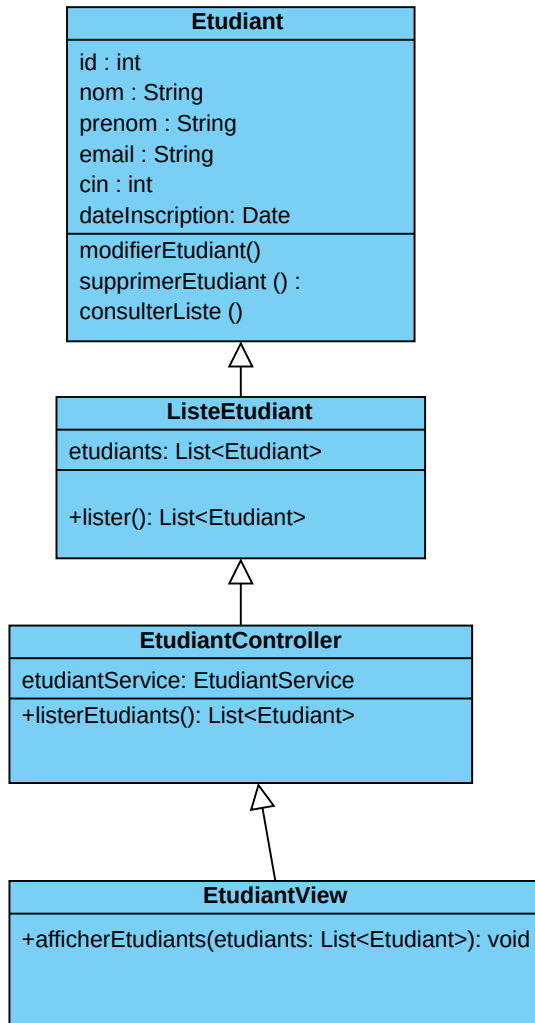 Etudiant
id : int
nom : String
prenom : String
email : String
cin : int
dateInscription: Date
modifierEtudiant()
supprimerEtudiant () :
consulterListe ()
ListeEtudiant
etudiants: List<Etudiant>
+lister(): List<Etudiant>
EtudiantController
etudiantService: EtudiantService
+listerEtudiants(): List<Etudiant>
EtudiantView
+afficherEtudiants(etudiants: List<Etudiant>): void